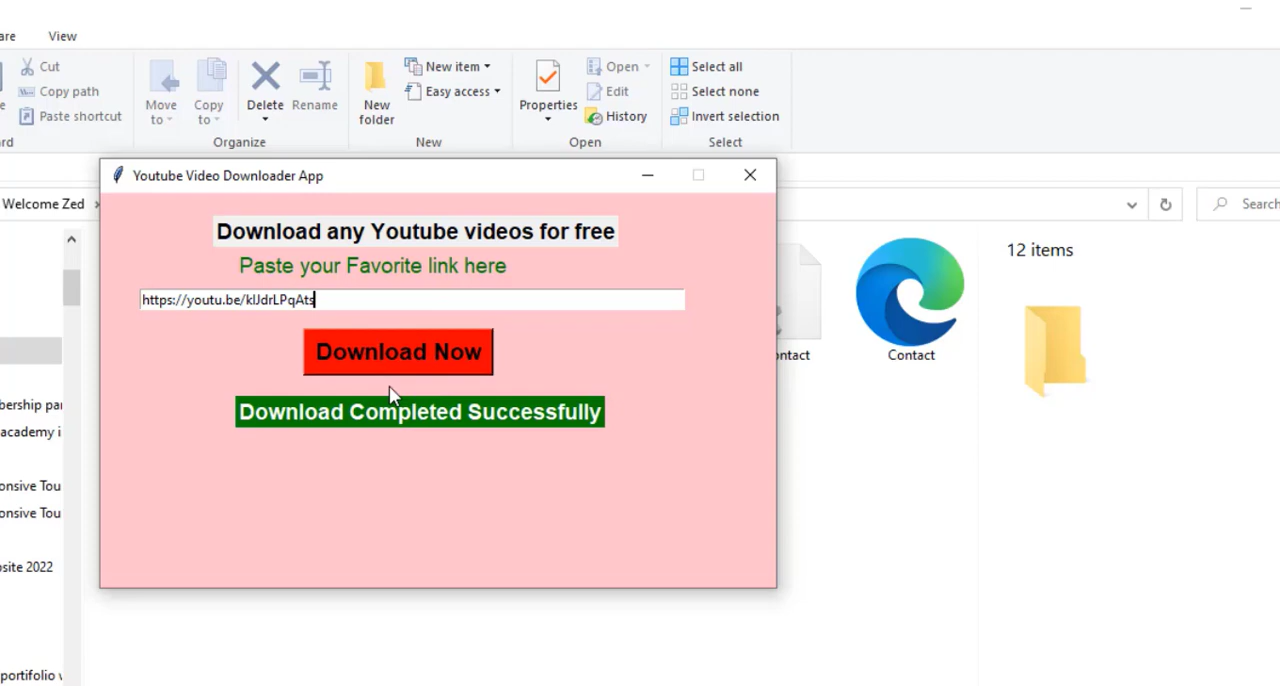 are View
Cut
Copy path
Paste shortcut
Move to
Copy to
Delete
Rename
Organize
New folder
New item
Easy access
New
Properties
Open
Edit
History
Open
Select all
Select none
Invert selection
Select
Welcome Zed
Search
Youtube Video Downloader App
Download any Youtube videos for free
Paste your Favorite link here
https://youtu.be/klJdrLPqAts
Download Now
Download Completed Successfully
ontact
Contact
12 items
bership par
academy i
onsive Tou
onsive Tou
site 2022
portifolio